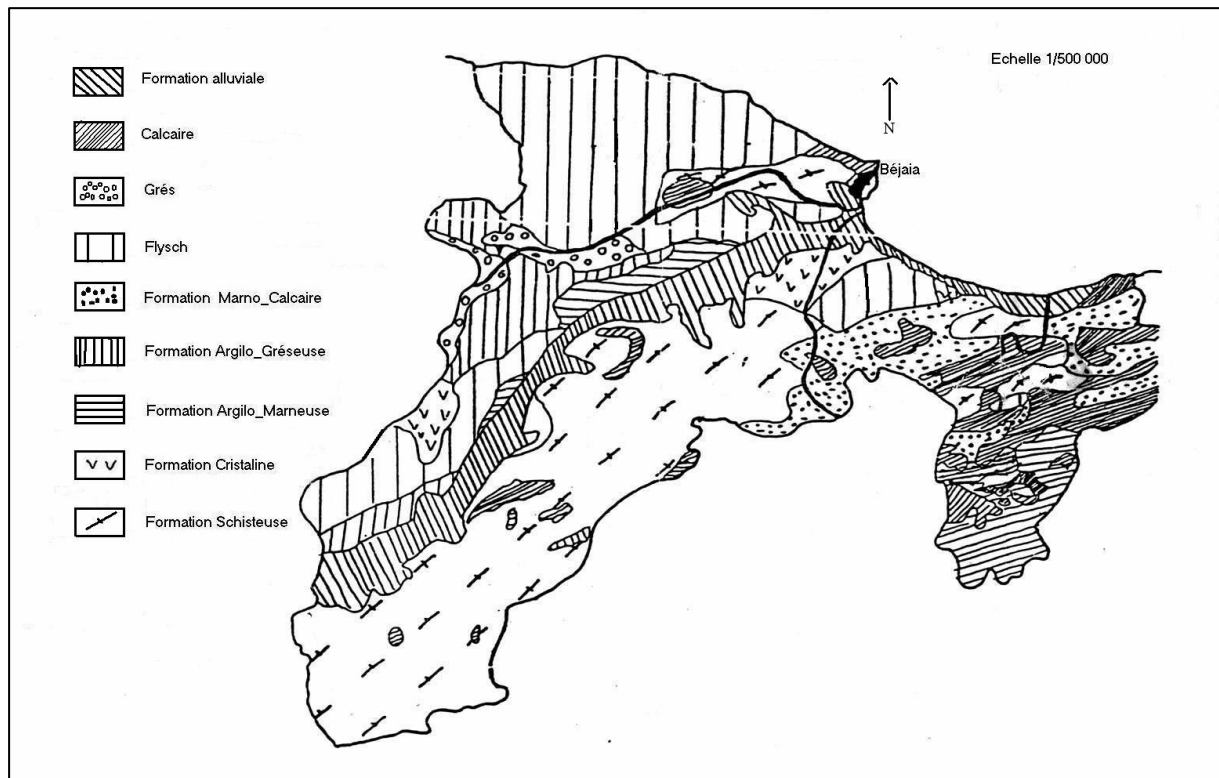 Echelle 1/500 000
N
Béjaia
Formation alluviale
Calcaire
Grés
Flysch
Formation Marno_Calcaire
Formation Argilo_Gréseuse
Formation Argilo_Marneuse
Formation Cristaline
Formation Schisteuse